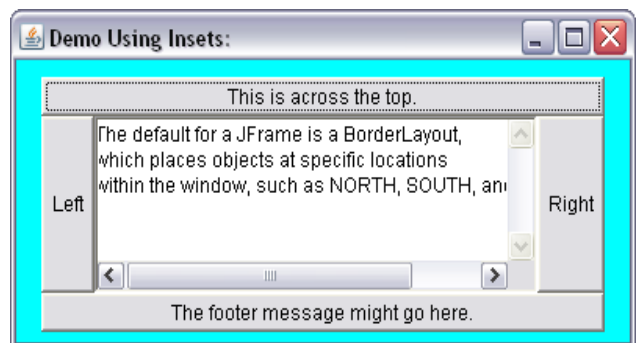 Demo Using Insets:
This is across the top.
Left
The default for a JFrame is a BorderLayout,
which places objects at specific locations
within the window, such as NORTH, SOUTH, and
Right
The footer message might go here.